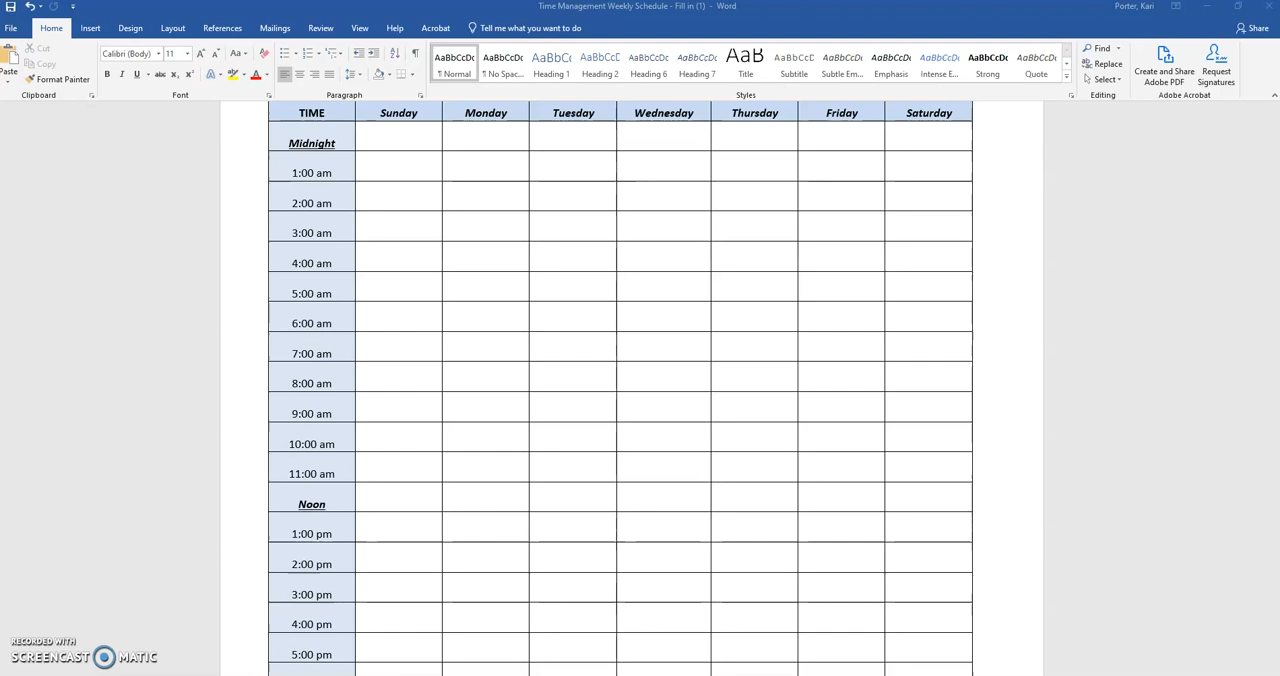 Time Management Weekly Schedule - Fill in (1) - Word
Porter, Kari
File Home Insert Design Layout References Mailings Review View Help Acrobat Tell me what you want to do Share
Paste
Cut
Copy
Format Painter
Clipboard
Calibri (Body) 11
Font
Paragraph
AaBbCcDc AaBbCcDc AaBbC( AaBbCcD AaBbCcDc AaBbCcDc AaB AaBbCcDc AaBbCcDc AaBbCcDc AaBbCcDc AaBbCcDc AaBbCcDc
¶ Normal ¶ No Spac... Heading 1 Heading 2 Heading 6 Heading 7 Title Subtitle Subtle Em... Emphasis Intense E... Strong Quote
Styles
Find
Replace
Select
Editing
Create and Share
Adobe PDF
Request
Signatures
Adobe Acrobat
TIME Sunday Monday Tuesday Wednesday Thursday Friday Saturday
Midnight
1:00 am
2:00 am
3:00 am
4:00 am
5:00 am
6:00 am
7:00 am
8:00 am
9:00 am
10:00 am
11:00 am
Noon
1:00 pm
2:00 pm
3:00 pm
4:00 pm
5:00 pm
RECORDED WITH
SCREENCAST MATIC